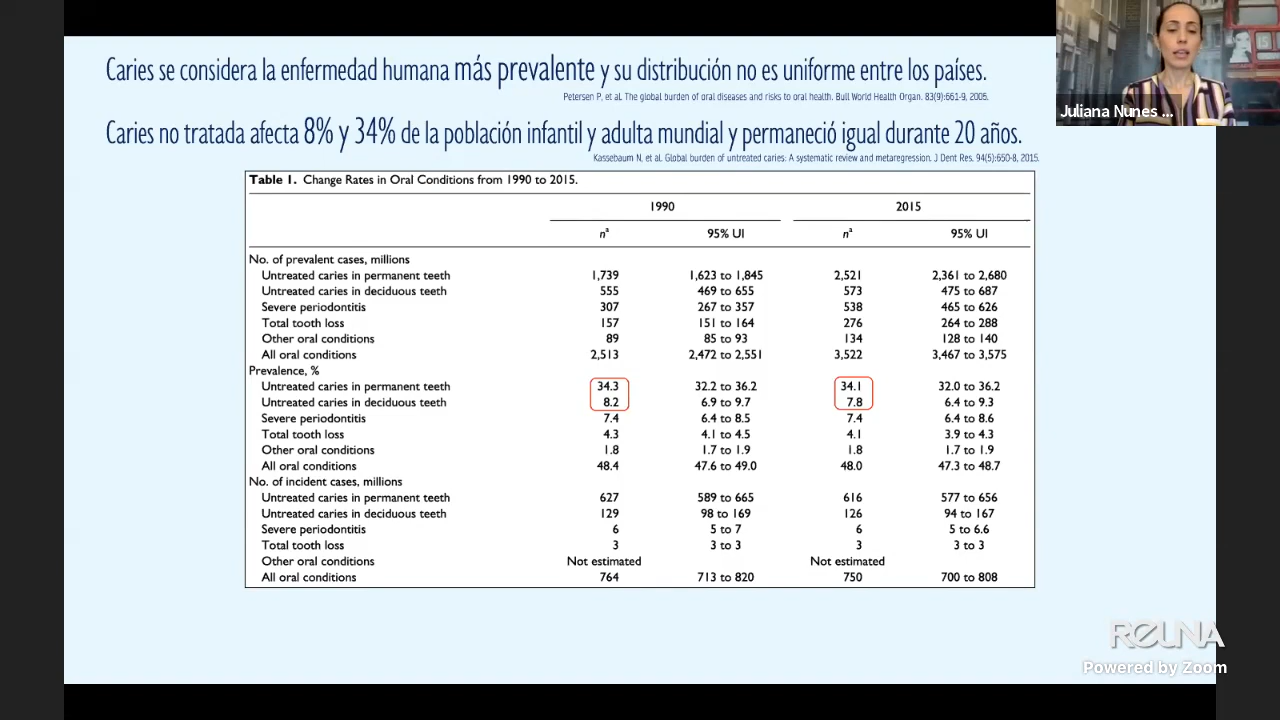 Caries se considera la enfermedad humana más prevalente y su distribución no es uniforme entre los países.
Petersen P, et al. The global burden of oral diseases and risks to oral health. Bull World Health Organ. 83(9):661-9, 2005.
Caries no tratada afecta 8% y 34% de la población infantil y adulta mundial y permaneció igual durante 20 años.
Kassebaum N, et al. Global burden of untreated caries: A systematic review and metaregression. J Dent Res. 94(5):650-8, 2015.
Juliana Nunes ...
Table 1. Change Rates in Oral Conditions from 1990 to 2015.
1990 2015
nª 95% UI nª 95% UI
No. of prevalent cases, millions
Untreated caries in permanent teeth 1,739 1,623 to 1,845 2,521 2,361 to 2,680
Untreated caries in deciduous teeth 555 469 to 655 573 475 to 687
Severe periodontitis 307 267 to 357 538 465 to 626
Total tooth loss 157 151 to 164 276 264 to 288
Other oral conditions 89 85 to 93 134 128 to 140
All oral conditions 2,513 2,472 to 2,551 3,522 3,467 to 3,575
Prevalence, %
Untreated caries in permanent teeth 34.3 32.2 to 36.2 34.1 32.0 to 36.2
Untreated caries in deciduous teeth 8.2 6.9 to 9.7 7.8 6.4 to 9.3
Severe periodontitis 7.4 6.4 to 8.5 7.4 6.4 to 8.6
Total tooth loss 4.3 4.1 to 4.5 4.1 3.9 to 4.3
Other oral conditions 1.8 1.7 to 1.9 1.8 1.7 to 1.9
All oral conditions 48.4 47.6 to 49.0 48.0 47.3 to 48.7
No. of incident cases, millions
Untreated caries in permanent teeth 627 589 to 665 616 577 to 656
Untreated caries in deciduous teeth 129 98 to 169 126 94 to 167
Severe periodontitis 6 5 to 7 6 5 to 6.6
Total tooth loss 3 3 to 3 3 3 to 3
Other oral conditions Not estimated Not estimated
All oral conditions 764 713 to 820 750 700 to 808
REUNA
Powered by Zoom